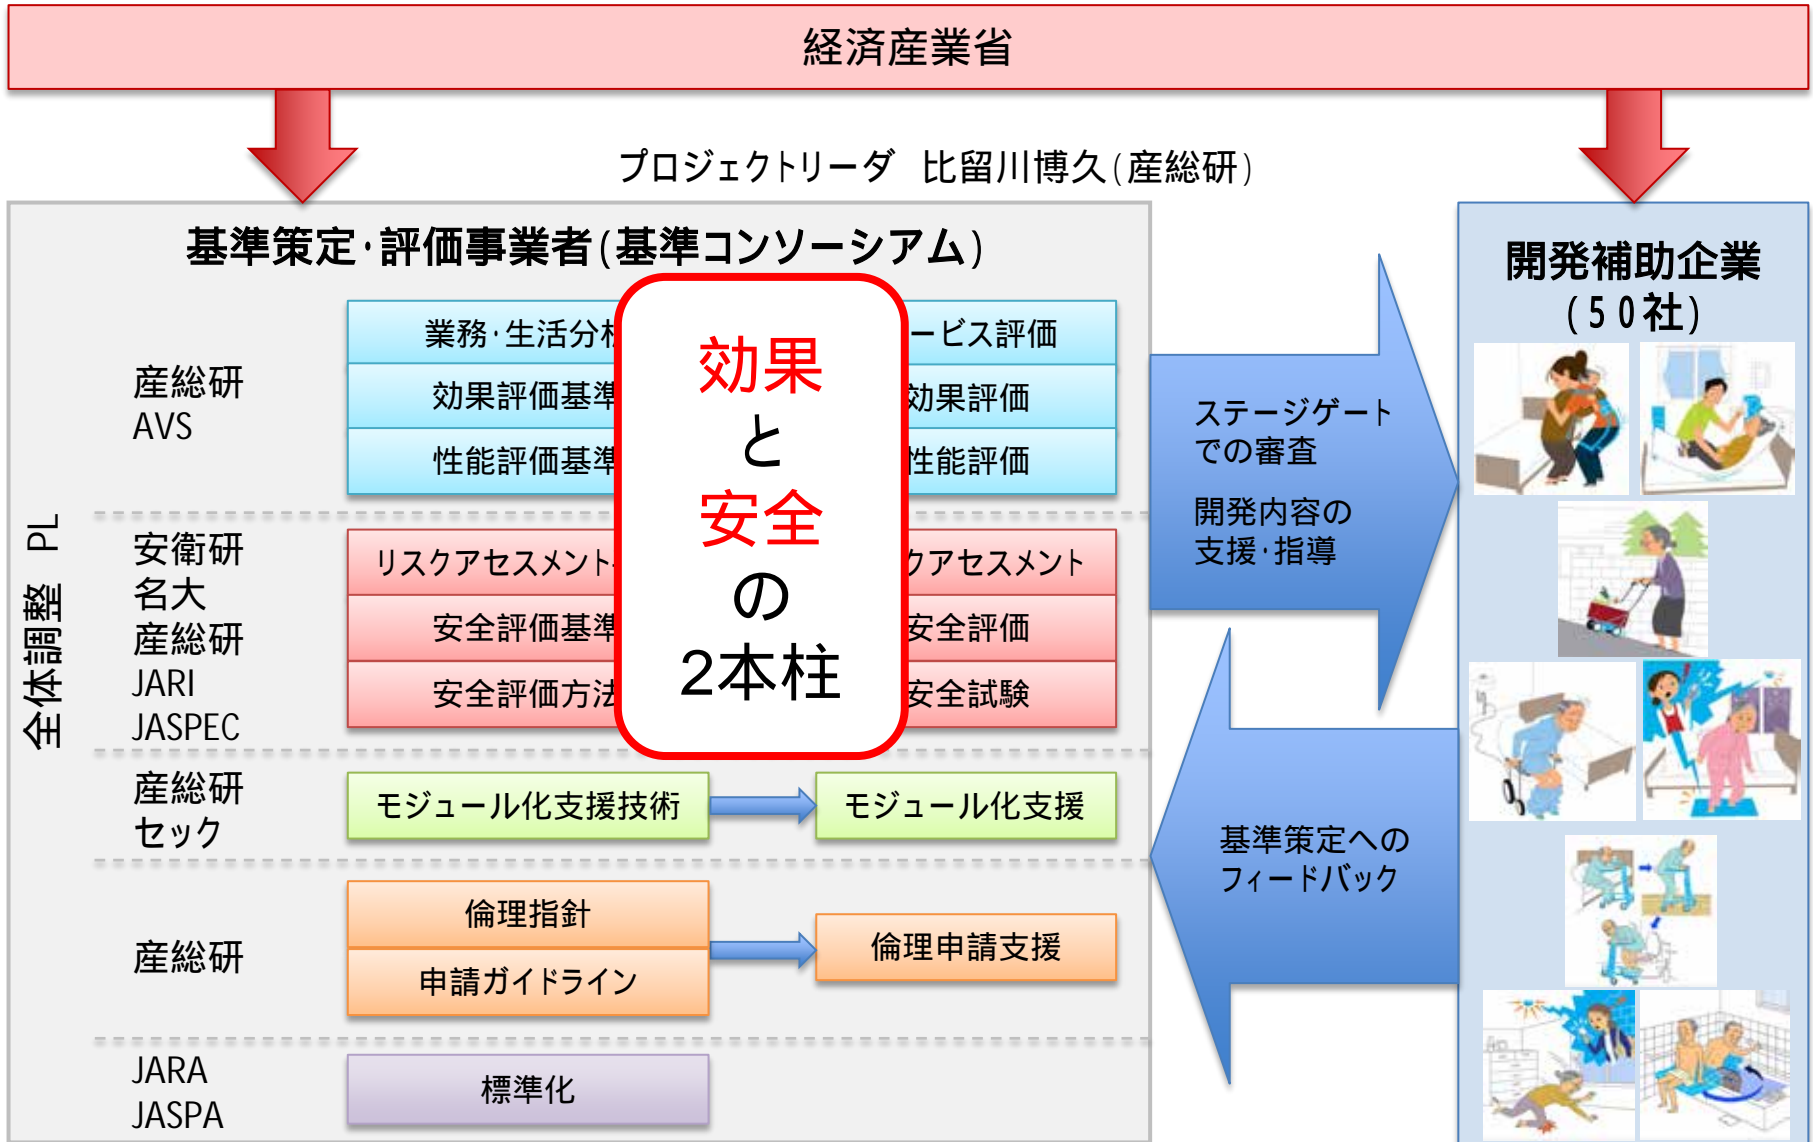 経済産業省
プロジェクトリーダ 比留川博久(産総研)
基準策定・評価事業者(基準コンソーシアム)
全体調整 PL
産総研
AVS
業務・生活分
効果評価基準
性能評価基準
ービス評価
効果評価
性能評価
安衛研
名大
産総研
JARI
JASPEC
リスクアセスメント
安全評価基準
安全評価方法
クアセスメント
安全評価
安全試験
効果
と
安全
の
2本柱
産総研
セック
モジュール化支援技術
モジュール化支援
産総研
倫理指針
申請ガイドライン
倫理申請支援
JARA
JASPA
標準化
ステージゲート
での審査
開発内容の
支援・指導
基準策定への
フィードバック
開発補助企業
(50社)